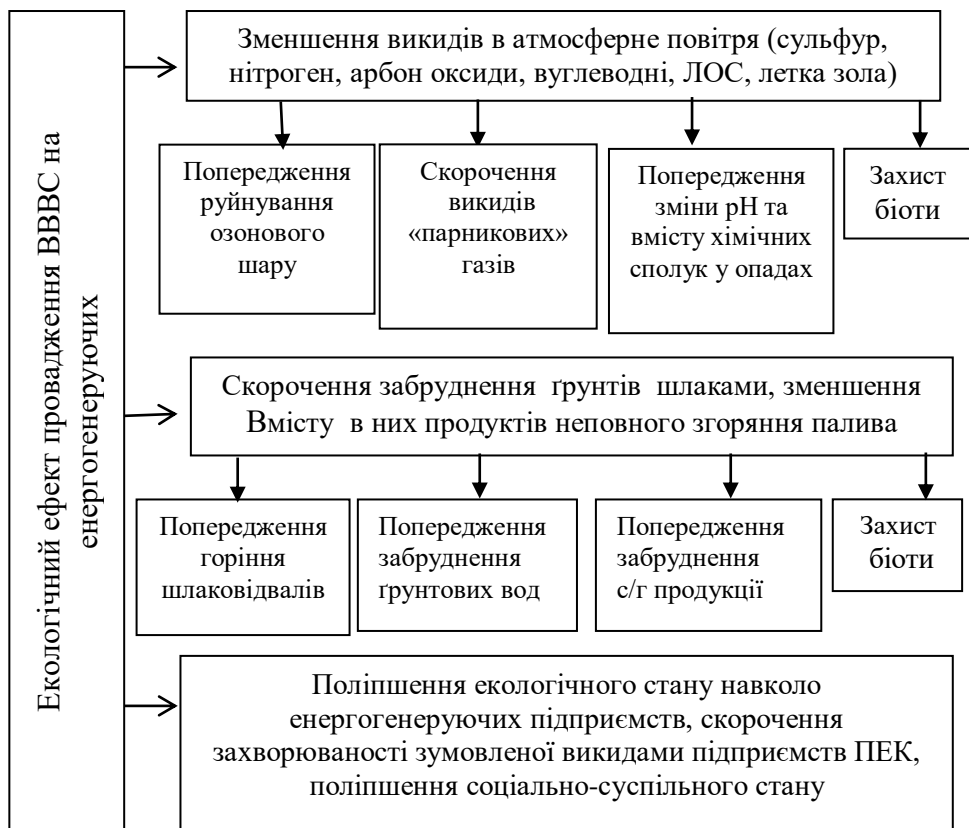 Екологічний ефект провадження ВВВС на
енергогенеруючих
Зменшення викидів в атмосферне повітря (сульфур,
нітроген, арбон оксиди, вуглеводні, ЛОС, летка зола)
Попередження
руйнування
озонового
шару
Скорочення
викидів
«парникових»
газів
Попередження
зміни рН та
вмісту хімічних
сполук у опадах
Захист
біоти
Скорочення забруднення ґрунтів шлаками, зменшення
Вмісту в них продуктів неповного згоряння палива
Попередження
горіння
шлаковідвалів
Попередження
забруднення
ґрунтових вод
Попередження
забруднення
с/г продукції
Захист
біоти
Поліпшення екологічного стану навколо
енергогенеруючих підприємств, скорочення
захворюваності зумовленої викидами підприємств ПЕК,
поліпшення соціально-суспільного стану